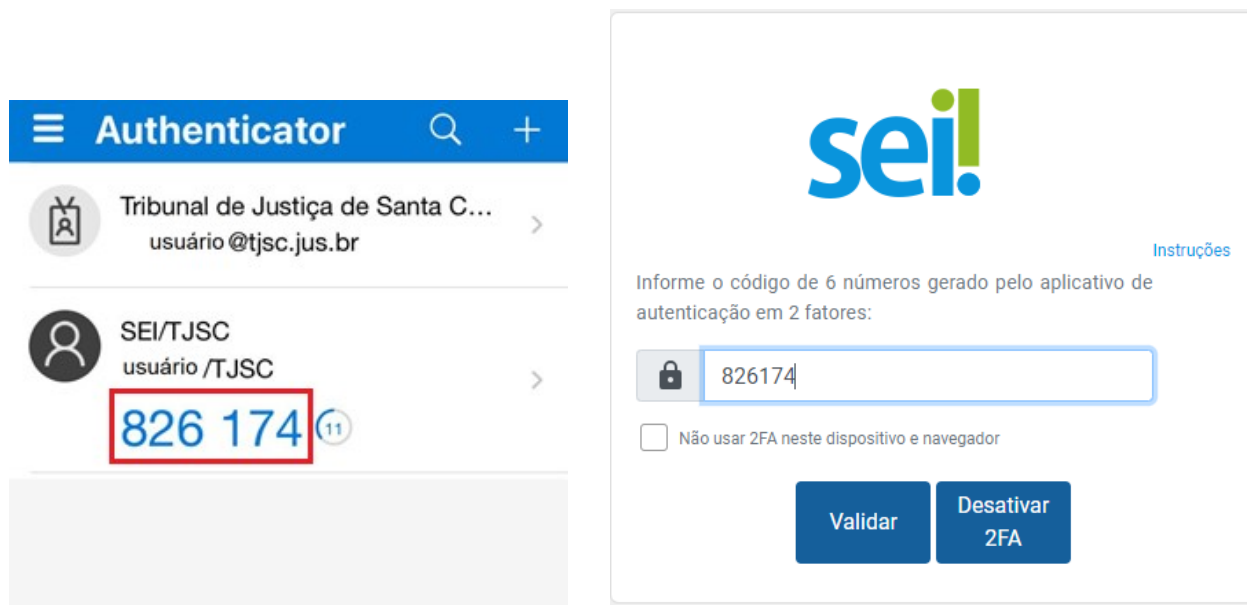 Authenticator
Tribunal de Justiça de Santa C...
usuário @tjsc.jus.br
SEI/TJSC
usuário /TJSC
826 174
11
sei!
Instruções
Informe o código de 6 números gerado pelo aplicativo de
autenticação em 2 fatores:
826174
Não usar 2FA neste dispositivo e navegador
Validar
Desativar
2FA